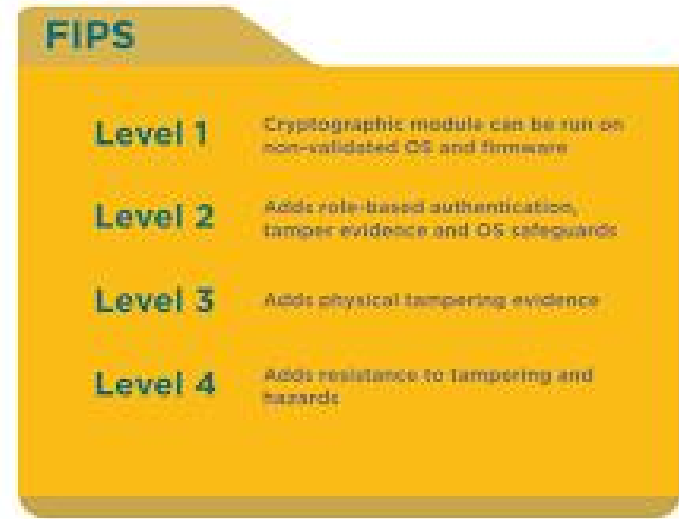 FIPS
Level 1
Cryptographic module can be run on
non-validated OS and firmware
Level 2
Adds role-based authentication,
tamper evidence and OS safeguards
Level 3
Adds physical tampering evidence
Level 4
Adds resistance to tampering and
hazards